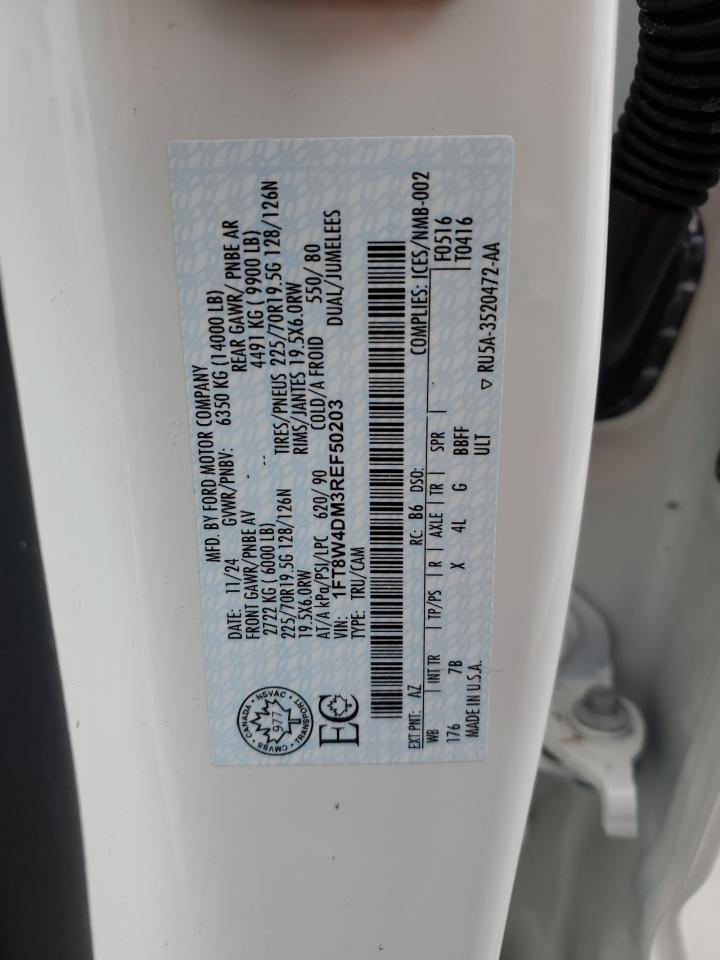 MFD. BY FORD MOTOR COMPANY
DATE: 11/24 GVWR/PNBV: 6350 KG (14000 LB)
FRONT GAWR/PNBE AV REAR GAWR/ PNBE AR
2722 KG ( 6000 LB) 4491 KG ( 9900 LB)
225/70R19.5G 128/126N TIRES/PNEUS 225/70R19.5G 128/126N
19.5X6.0RW RIMS/JANTES 19.5X6.0RW
AT/A kPa/PSI/LPC 620/ 90 COLD/A FROID 550/ 80
VIN: 1FT8W4DM3REF50203 DUAL/JUMELEES
TYPE: TRU/CAM
CANADA NSVAC
977
CMVSS TRANSPORT
EC
COMPLIES: ICES/NMB-002
EXT PNT: AZ RC: B6 DSO: F0516
WB INT TR TP/PS R AXLE TR SPR T0416
176 7B X 4L G BBFF
MADE IN U.S.A. ULT
▽ RU5A-3520472-AA